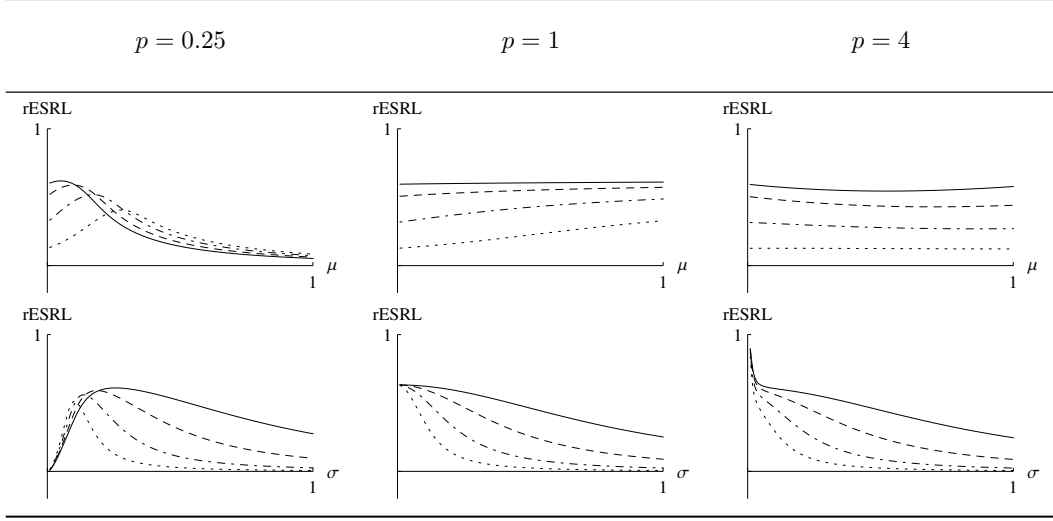 p = 0.25 p = 1 p = 4
rESRL rESRL rESRL
1 1 1
μ μ μ
1 1 1
rESRL rESRL rESRL
1 1 1
σ σ σ
1 1 1